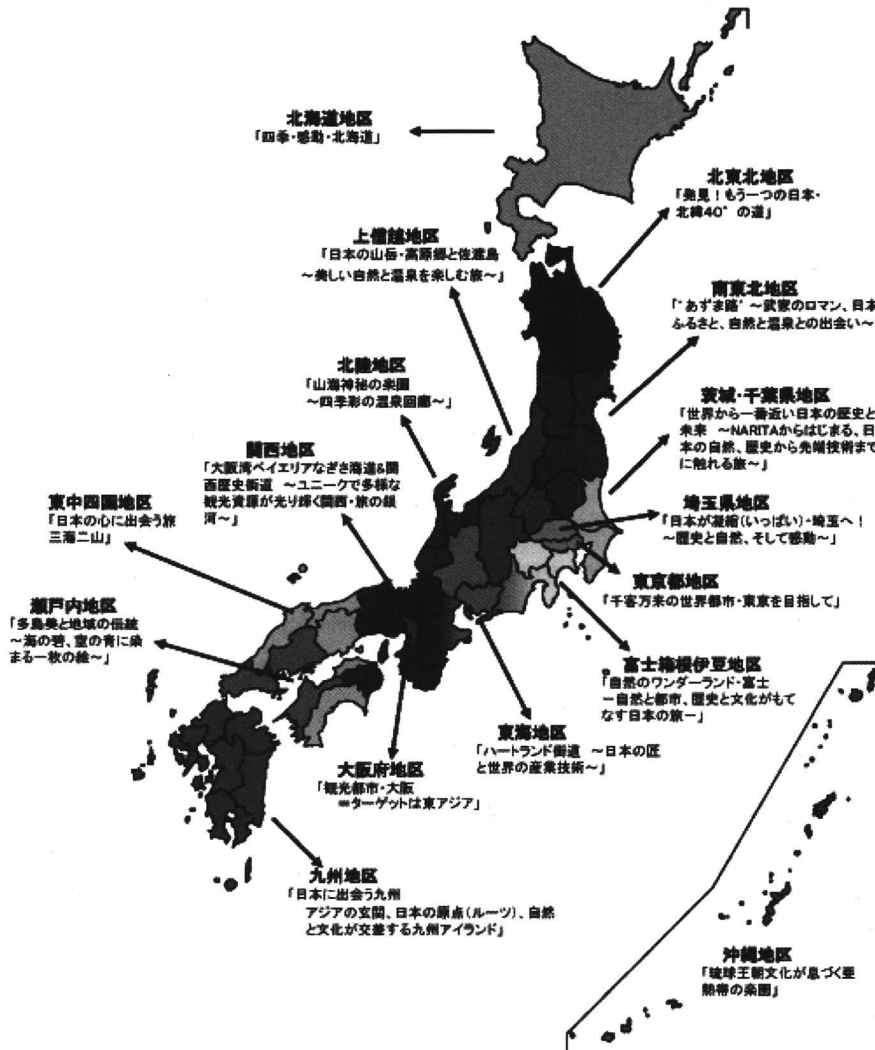 北海道地区
「四季・感動・北海道」
北東北地区
「発見！もう一つの日本・
北緯40°の道」
上信越地区
「日本の山岳・高原郷と佐渡島
～美しい自然と温泉を楽しむ旅～」
南東北地区
「"あずま路"～武家のロマン、日本
ふるさと、自然と温泉との出会い～
北陸地区
「山海神秘の楽園
～四季彩の温泉回廊～」
茨城・千葉県地区
「世界から一番近い日本の歴史と
未来　～NARITAからはじまる、日
本の自然、歴史から先端技術まで
に触れる旅～」
関西地区
「大阪湾ベイエリアなぎさ海道&関
西歴史街道　～ユニークで多様な
観光資源が光り輝く関西・旅の銀
河～」
埼玉県地区
「日本が凝縮（いっぱい）・埼玉へ！
～歴史と自然、そして感動～」
東中四国地区
「日本の心に出会う旅
三海二山」
東京都地区
「千客万来の世界都市・東京を目指して」
瀬戸内地区
「多島美と地域の伝統
～海の碧、空の青に染
まる一枚の絵～」
富士箱根伊豆地区
「自然のワンダーランド・富士
－自然と都市、歴史と文化がもて
なす日本の旅－」
東海地区
「ハートランド街道　～日本の匠
と世界の産業技術～」
大阪府地区
「観光都市・大阪
＝ターゲットは東アジア」
九州地区
「日本に出会う九州
アジアの玄関、日本の原点（ルーツ）、自然
と文化が交差する九州アイランド」
沖縄地区
「琉球王朝文化が息づく亜
熱帯の楽園」